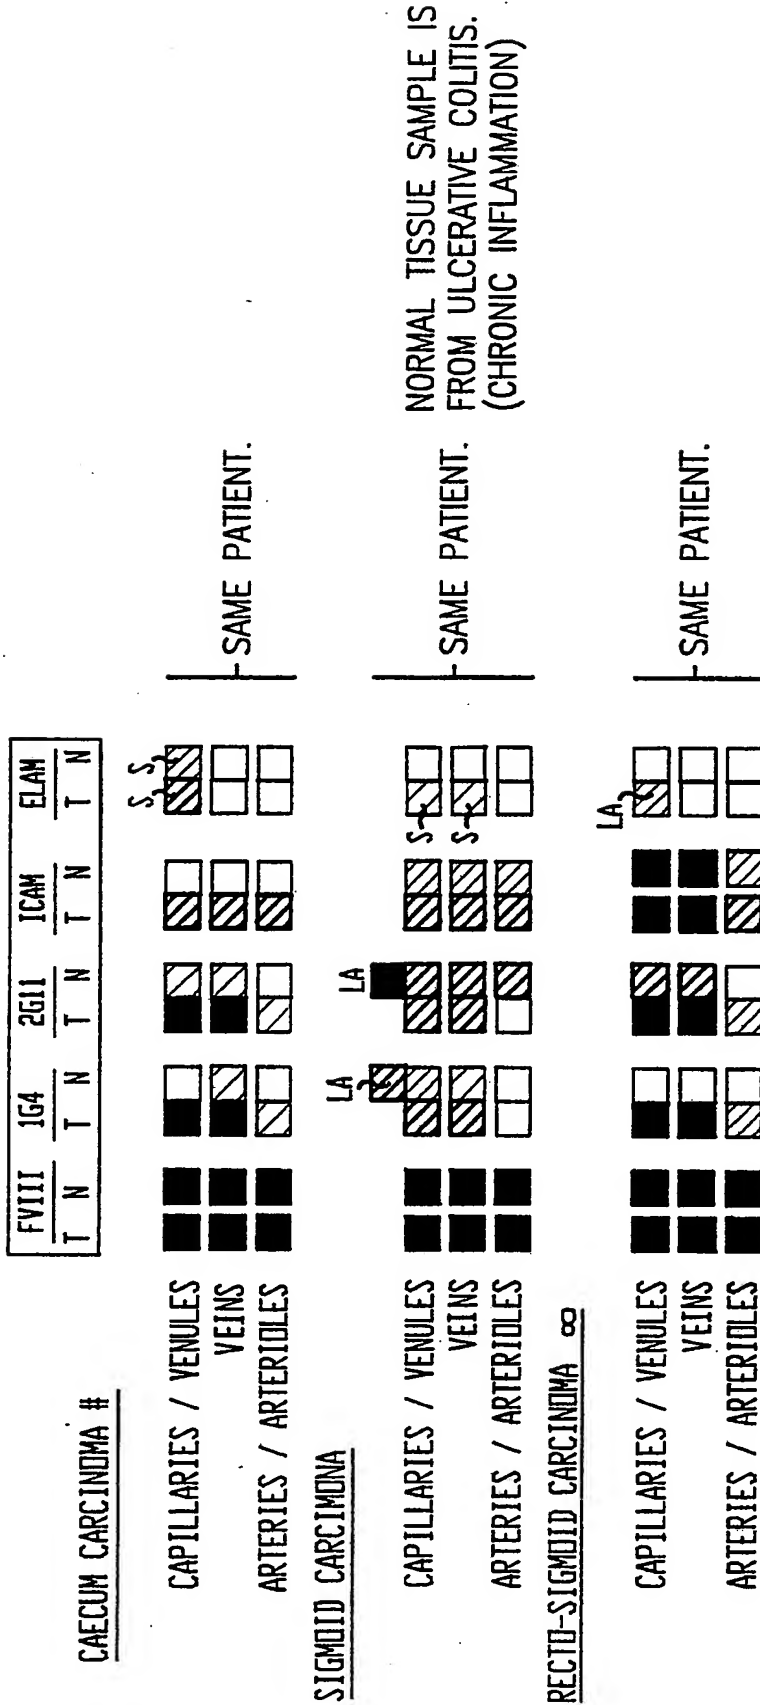 FVIII 1G4 2G11 ICAM ELAM
T N T N T N T N T N
CAECUM CARCINOMA #
S S
CAPILLARIES / VENULES
VEINS
ARTERIES / ARTERIOLES
SAME PATIENT.
SIGMOID CARCIMONA
LA LA
CAPILLARIES / VENULES
VEINS
ARTERIES / ARTERIOLES
S
S
SAME PATIENT.
NORMAL TISSUE SAMPLE IS
FROM ULCERATIVE COLITIS.
(CHRONIC INFLAMMATION)
RECTO-SIGMOID CARCINOMA 8
LA
CAPILLARIES / VENULES
VEINS
ARTERIES / ARTERIOLES
SAME PATIENT.